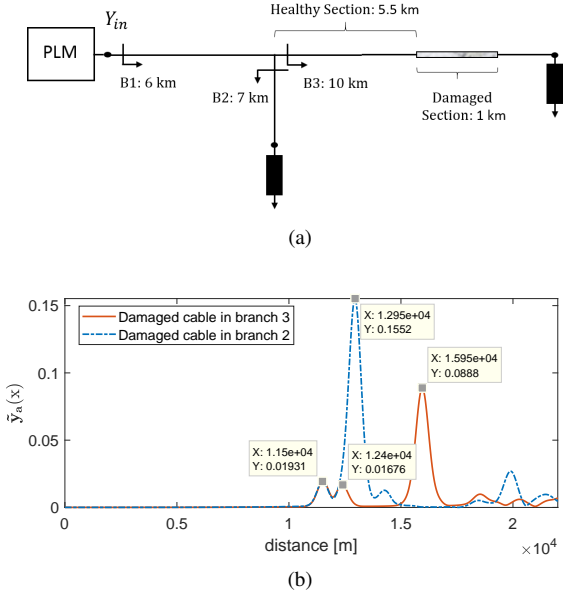 Healthy Section: 5.5 km
Y_in
PLM
B1: 6 km
B2: 7 km
B3: 10 km
Damaged
Section: 1 km
(a)
0.15
0.1
0.05
0
ỹ_a(x)
Damaged cable in branch 3
Damaged cable in branch 2
X: 1.295e+04
Y: 0.1552
X: 1.595e+04
Y: 0.0888
X: 1.15e+04
Y: 0.01931
X: 1.24e+04
Y: 0.01676
0 0.5 1 1.5 2
distance [m]
×10^4
(b)